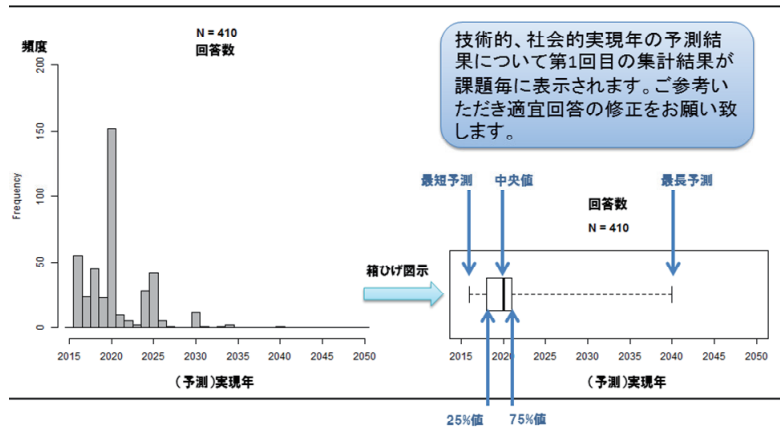 N = 410
回答数
頻度
200
150
100
50
0
Frequency
2015 2020 2025 2030 2035 2040 2045 2050
(予測)実現年
技術的、社会的実現年の予測結
果について第1回目の集計結果が
課題毎に表示されます。ご参考い
ただき適宜回答の修正をお願い致
します。
箱ひげ図示
最短予測 中央値 最長予測
回答数
N = 410
2015 2020 2025 2030 2035 2040 2045 2050
(予測)実現年
25%値 75%値